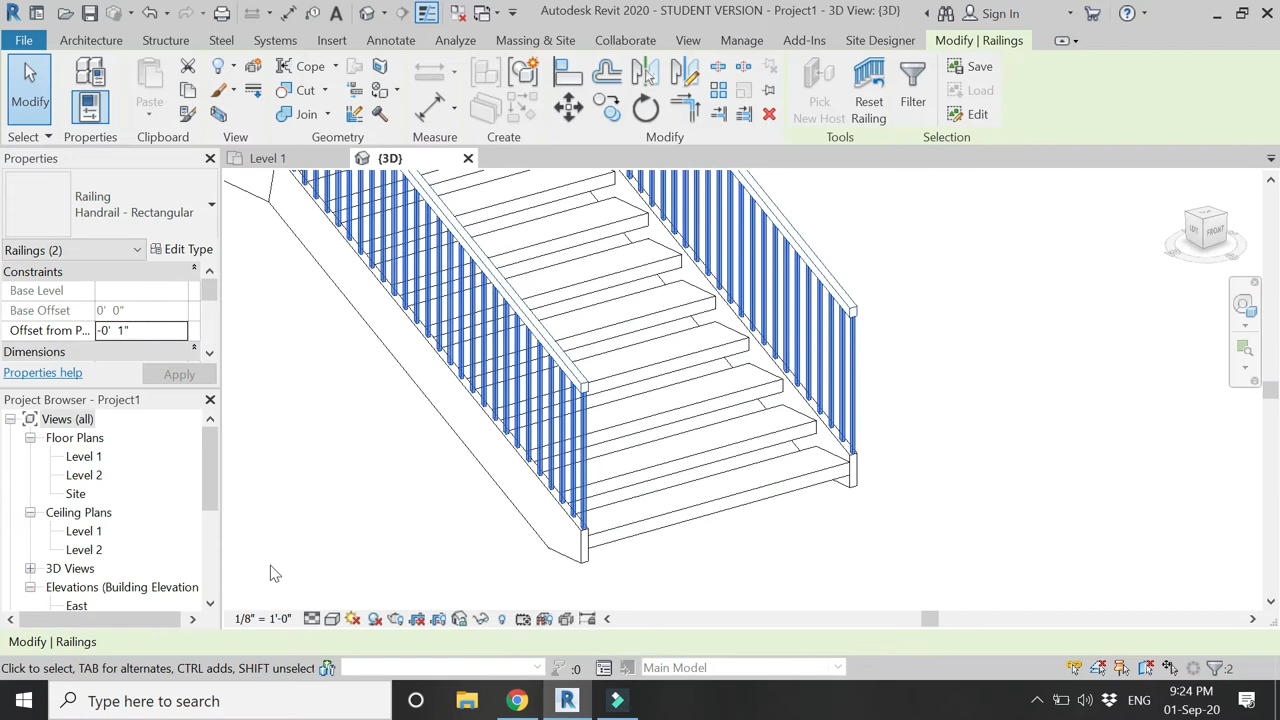 Autodesk Revit 2020 - STUDENT VERSION - Project1 - 3D View: {3D}
Sign In
File Architecture Structure Steel Systems Insert Annotate Analyze Massing & Site Collaborate View Manage Add-Ins Site Designer Modify | Railings
Modify
Paste
Cope
Cut
Join
Pick
New Host
Reset
Railing
Filter
Save
Load
Edit
Select Properties Clipboard View Geometry Measure Create Modify Tools Selection
Properties
Level 1
{3D}
Railing
Handrail - Rectangular
Railings (2)
Edit Type
Constraints
Base Level
Base Offset 0' 0"
Offset from P... -0' 1"
Dimensions
Properties help
Apply
Project Browser - Project1
Views (all)
Floor Plans
Level 1
Level 2
Site
Ceiling Plans
Level 1
Level 2
3D Views
Elevations (Building Elevation
East
FRONT
1/8" = 1'-0"
Modify | Railings
Click to select, TAB for alternates, CTRL adds, SHIFT unselect
:0
Main Model
:2
Type here to search
ENG
9:24 PM
01-Sep-20